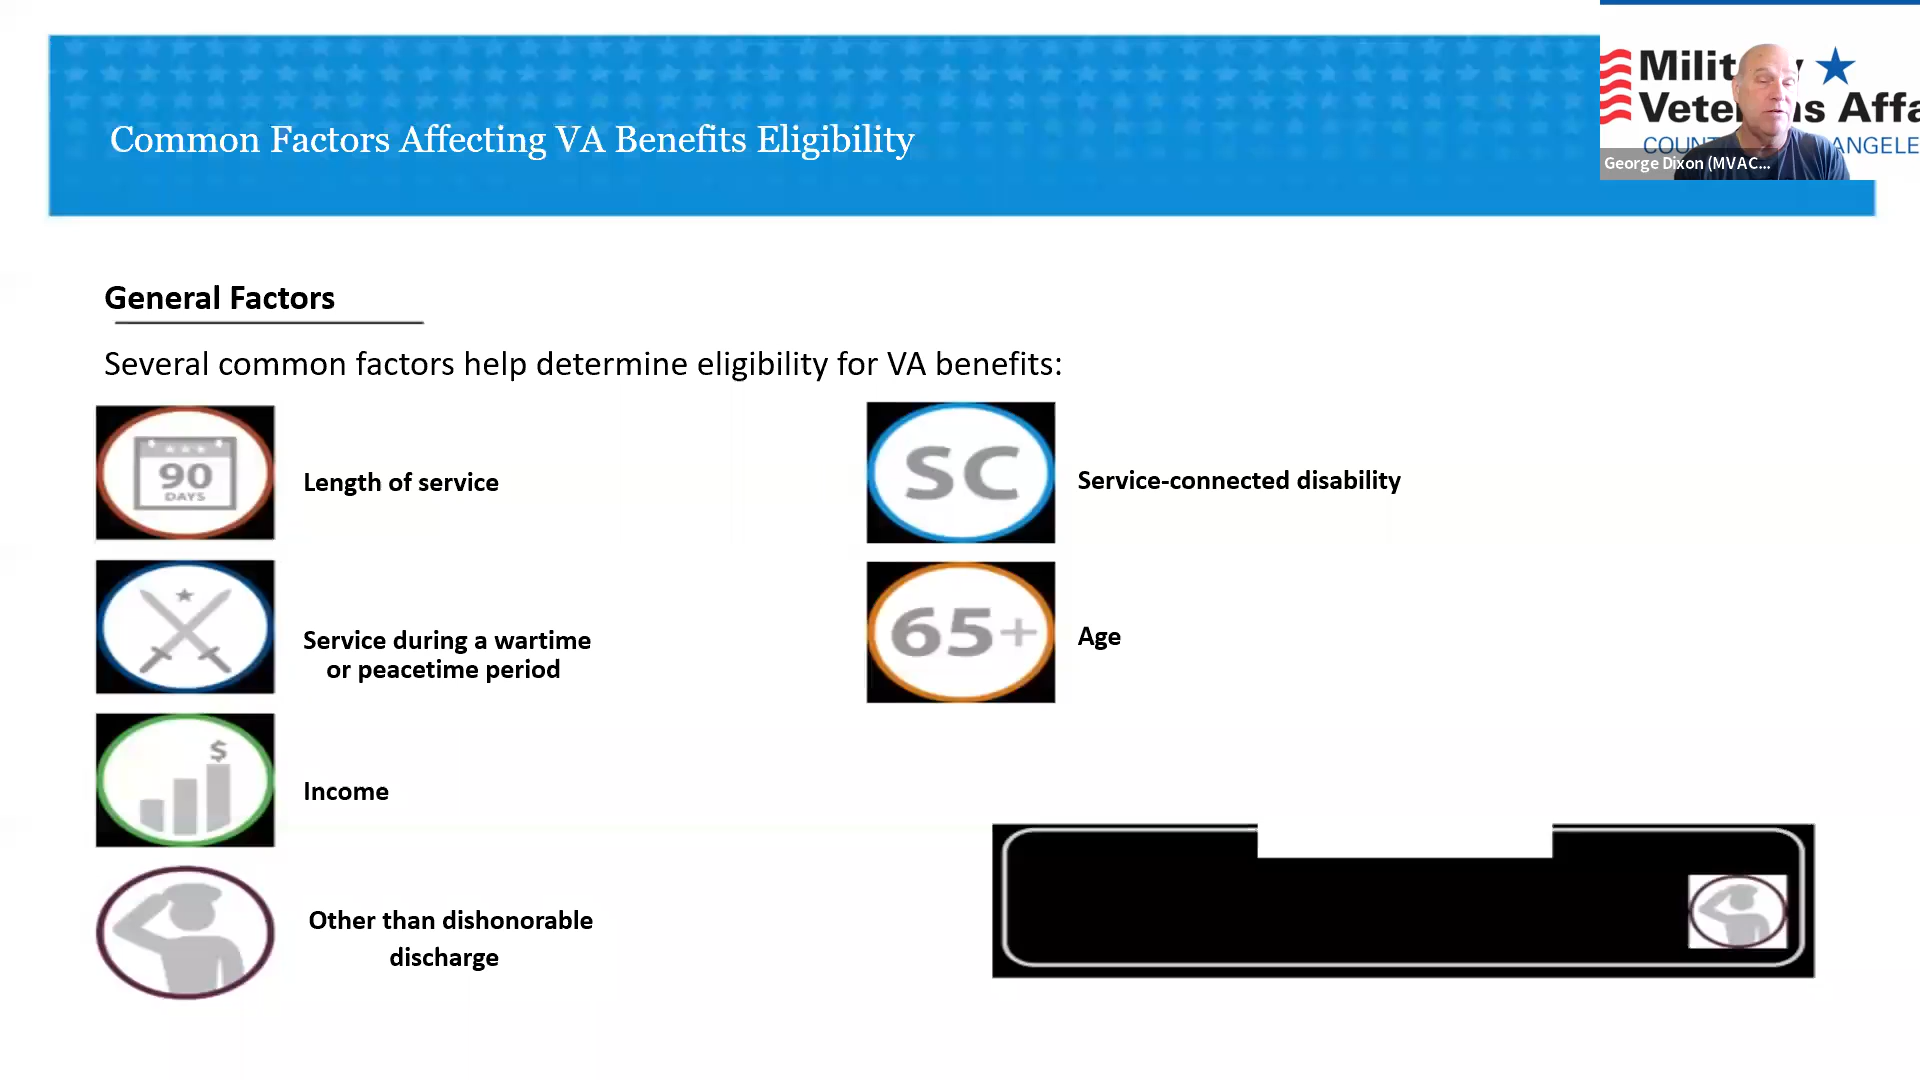 Common Factors Affecting VA Benefits Eligibility
Military
Veterans Affa
COUN ANGELE
George Dixon (MVAC...
General Factors
Several common factors help determine eligibility for VA benefits:
90
DAYS
Length of service
SC
Service-connected disability
Service during a wartime
or peacetime period
65+
Age
$
Income
Other than dishonorable
discharge